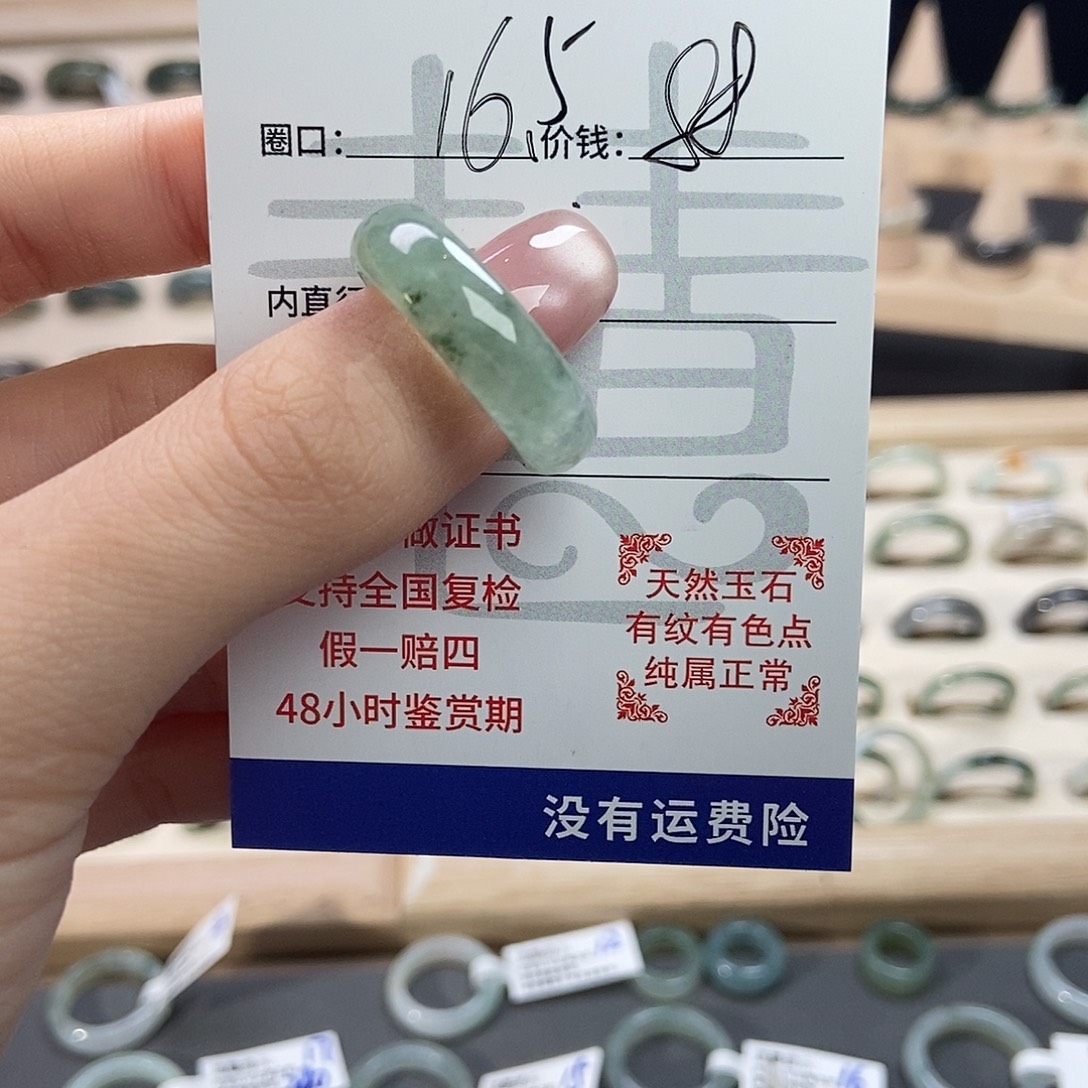 圈口：16.5 价钱：88
内直径
做证书
支持全国复检
假一赔四
48小时鉴赏期
天然玉石
有纹有色点
纯属正常
没有运费险